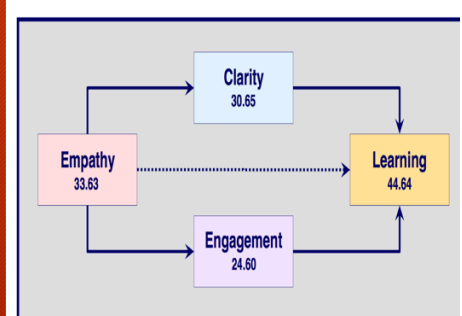 Clarity
30.65
Empathy
33.63
Learning
44.64
Engagement
24.60